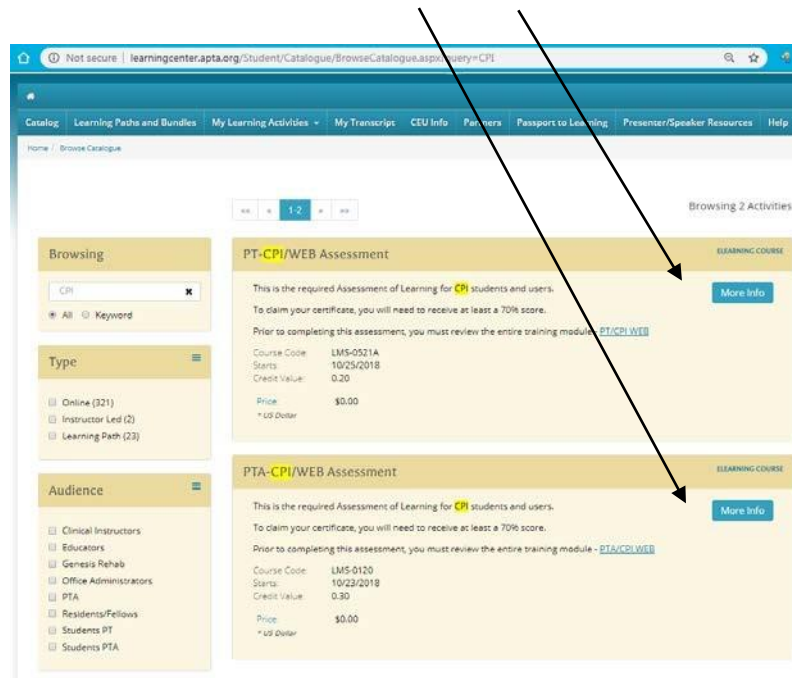 Not secure | learningcenter.apta.org/Student/Catalogue/BrowseCatalogue.aspx?query=CPI
Catalog Learning Paths and Bundles My Learning Activities My Transcript CEU Info Partners Passport to Learning Presenter/Speaker Resources Help
Home / Browse Catalogue
«« « 1-2 » »»
Browsing 2 Activities
Browsing
CPI x
All Keyword
Type
Online (321)
Instructor Led (2)
Learning Path (23)
Audience
Clinical Instructors
Educators
Genesis Rehab
Office Administrators
PTA
Residents/Fellows
Students PT
Students PTA
PT-CPI/WEB Assessment
ELEARNING COURSE
This is the required Assessment of Learning for CPI students and users.
More Info
To claim your certificate, you will need to receive at least a 70% score.
Prior to completing this assessment, you must review the entire training module - PT/CPI WEB
Course Code: LMS-0521A
Starts 10/25/2018
Credit Value: 0.20
Price $0.00
* US Dollar
PTA-CPI/WEB Assessment
ELEARNING COURSE
This is the required Assessment of Learning for CPI students and users.
More Info
To claim your certificate, you will need to receive at least a 70% score.
Prior to completing this assessment, you must review the entire training module - PTA/CPI WEB
Course Code LMS-0120
Starts: 10/23/2018
Credit Value 0.30
Price $0.00
* US Dollar